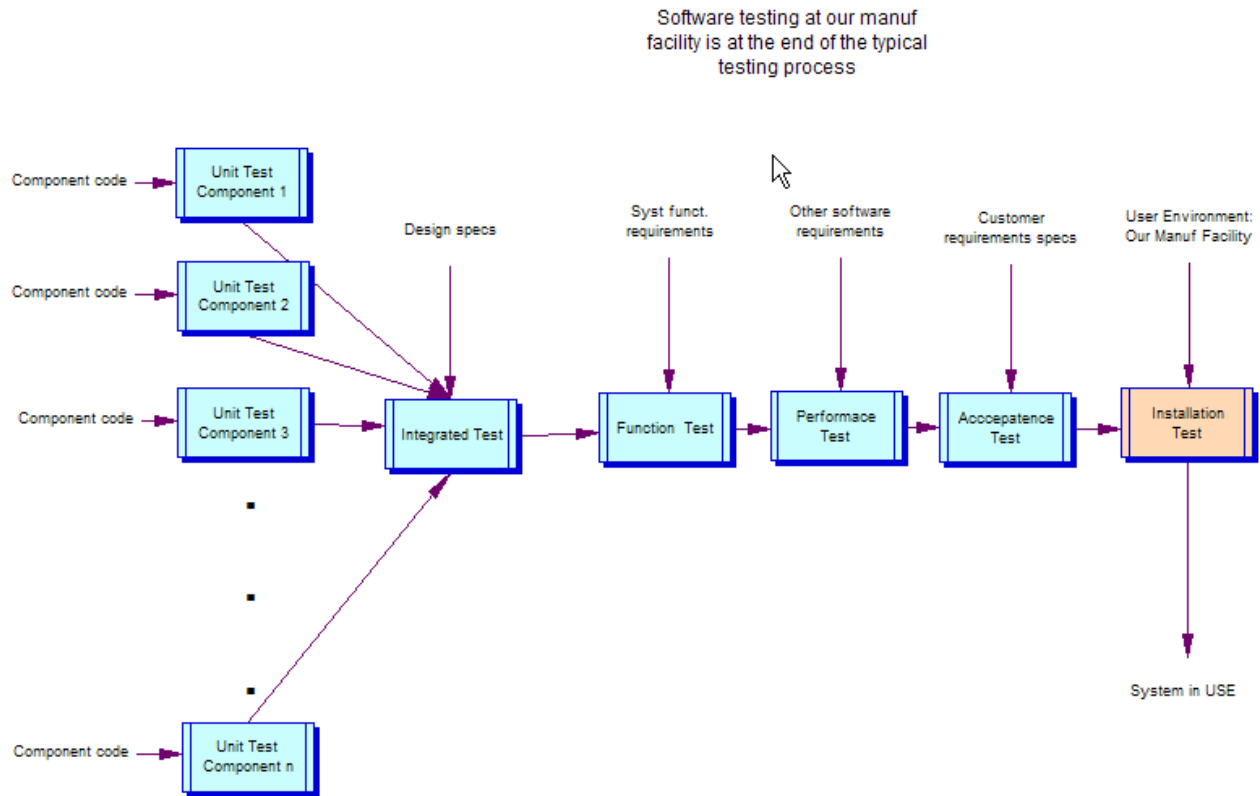 Software testing at our manuf
facility is at the end of the typical
testing process
Component code
Unit Test
Component 1
Design specs
Syst funct.
requirements
Other software
requirements
Customer
requirements specs
User Environment:
Our Manuf Facility
Component code
Unit Test
Component 2
Component code
Unit Test
Component 3
Integrated Test
Function Test
Performace
Test
Acccepatence
Test
Installation
Test
System in USE
Component code
Unit Test
Component n